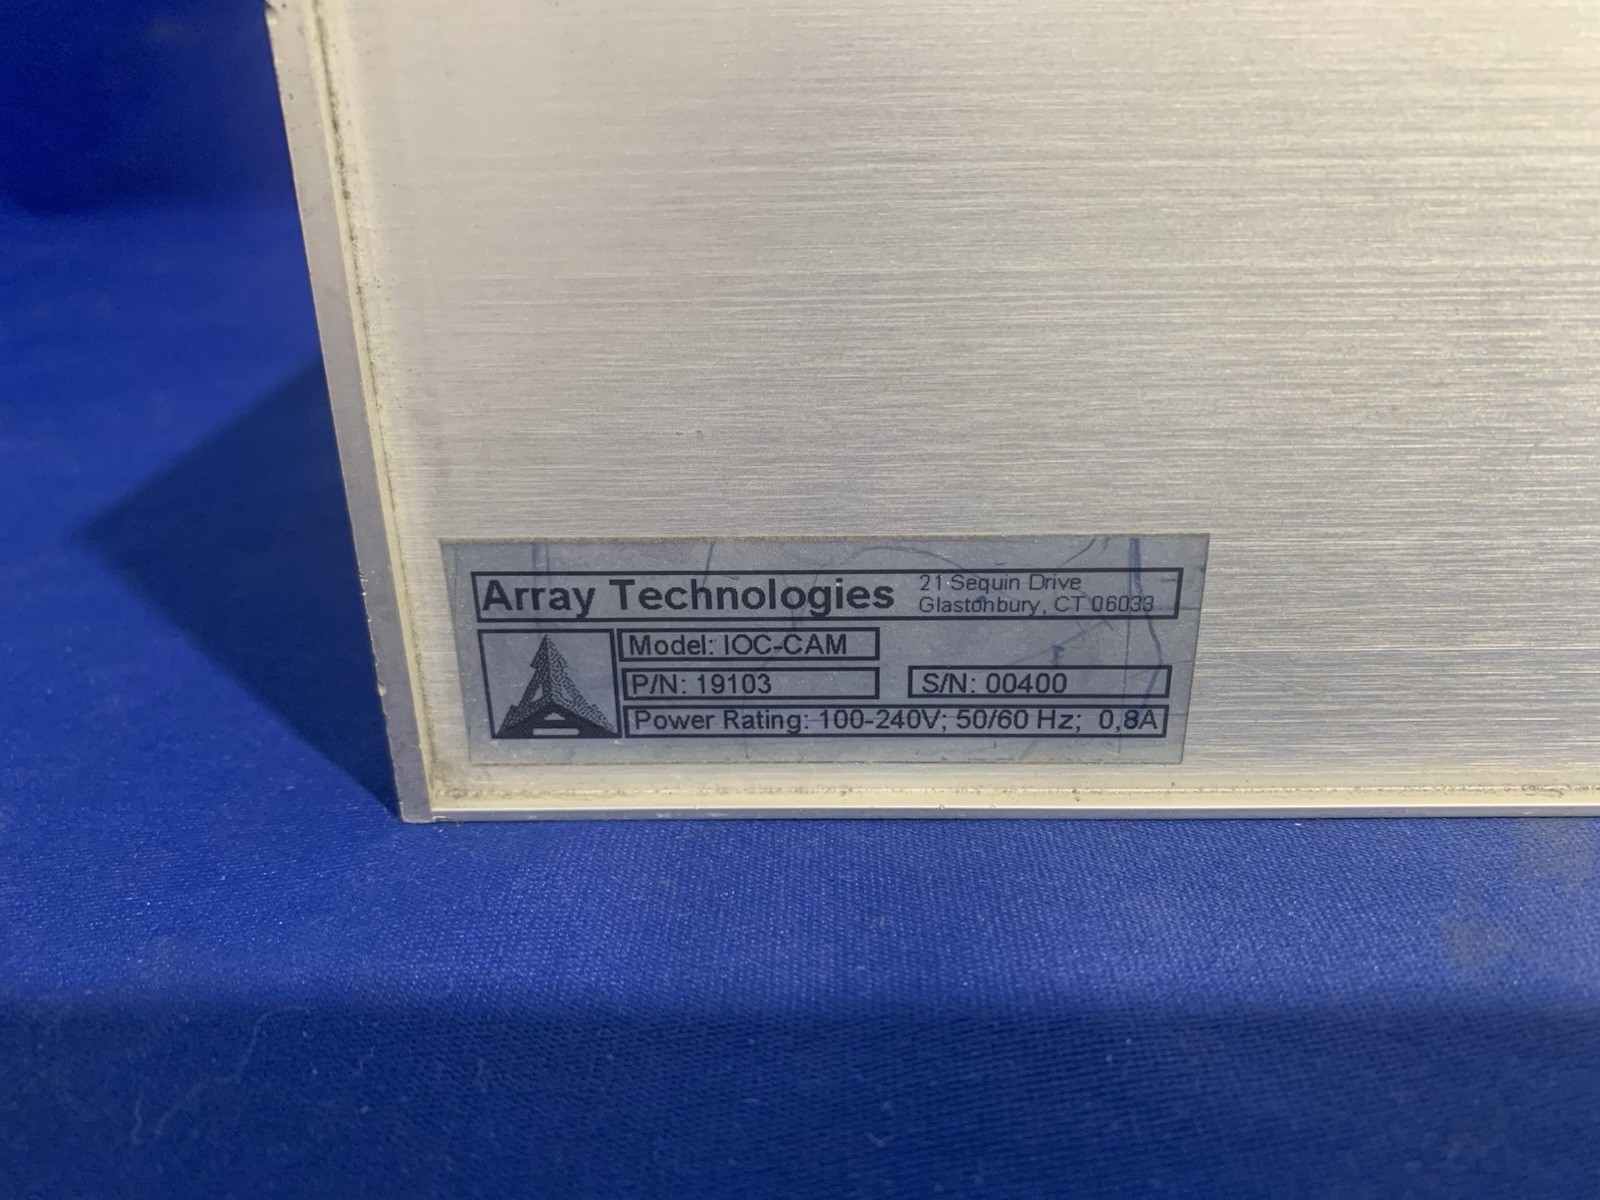 Array Technologies
21 Sequin Drive
Glastonbury, CT 06033
Model: IOC-CAM
P/N: 19103
S/N: 00400
Power Rating: 100-240V; 50/60 Hz; 0,8A